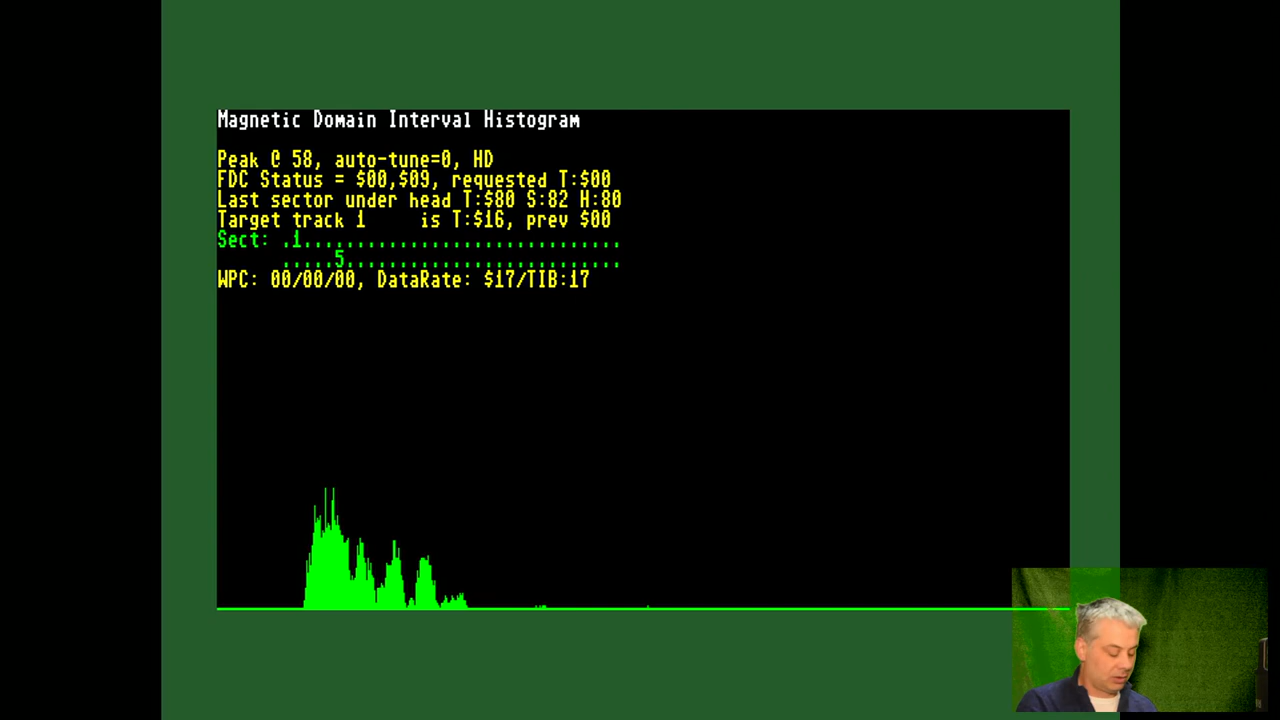 Magnetic Domain Interval Histogram
Peak @ 58, auto-tune=0, HD
FDC Status = $00,$09, requested T:$00
Last sector under head T:$80 S:82 H:80
Target track 1     is T:$16, prev $00
Sect: .1..............................
.....5..........................
WPC: 00/00/00, DataRate: $17/TIB:17